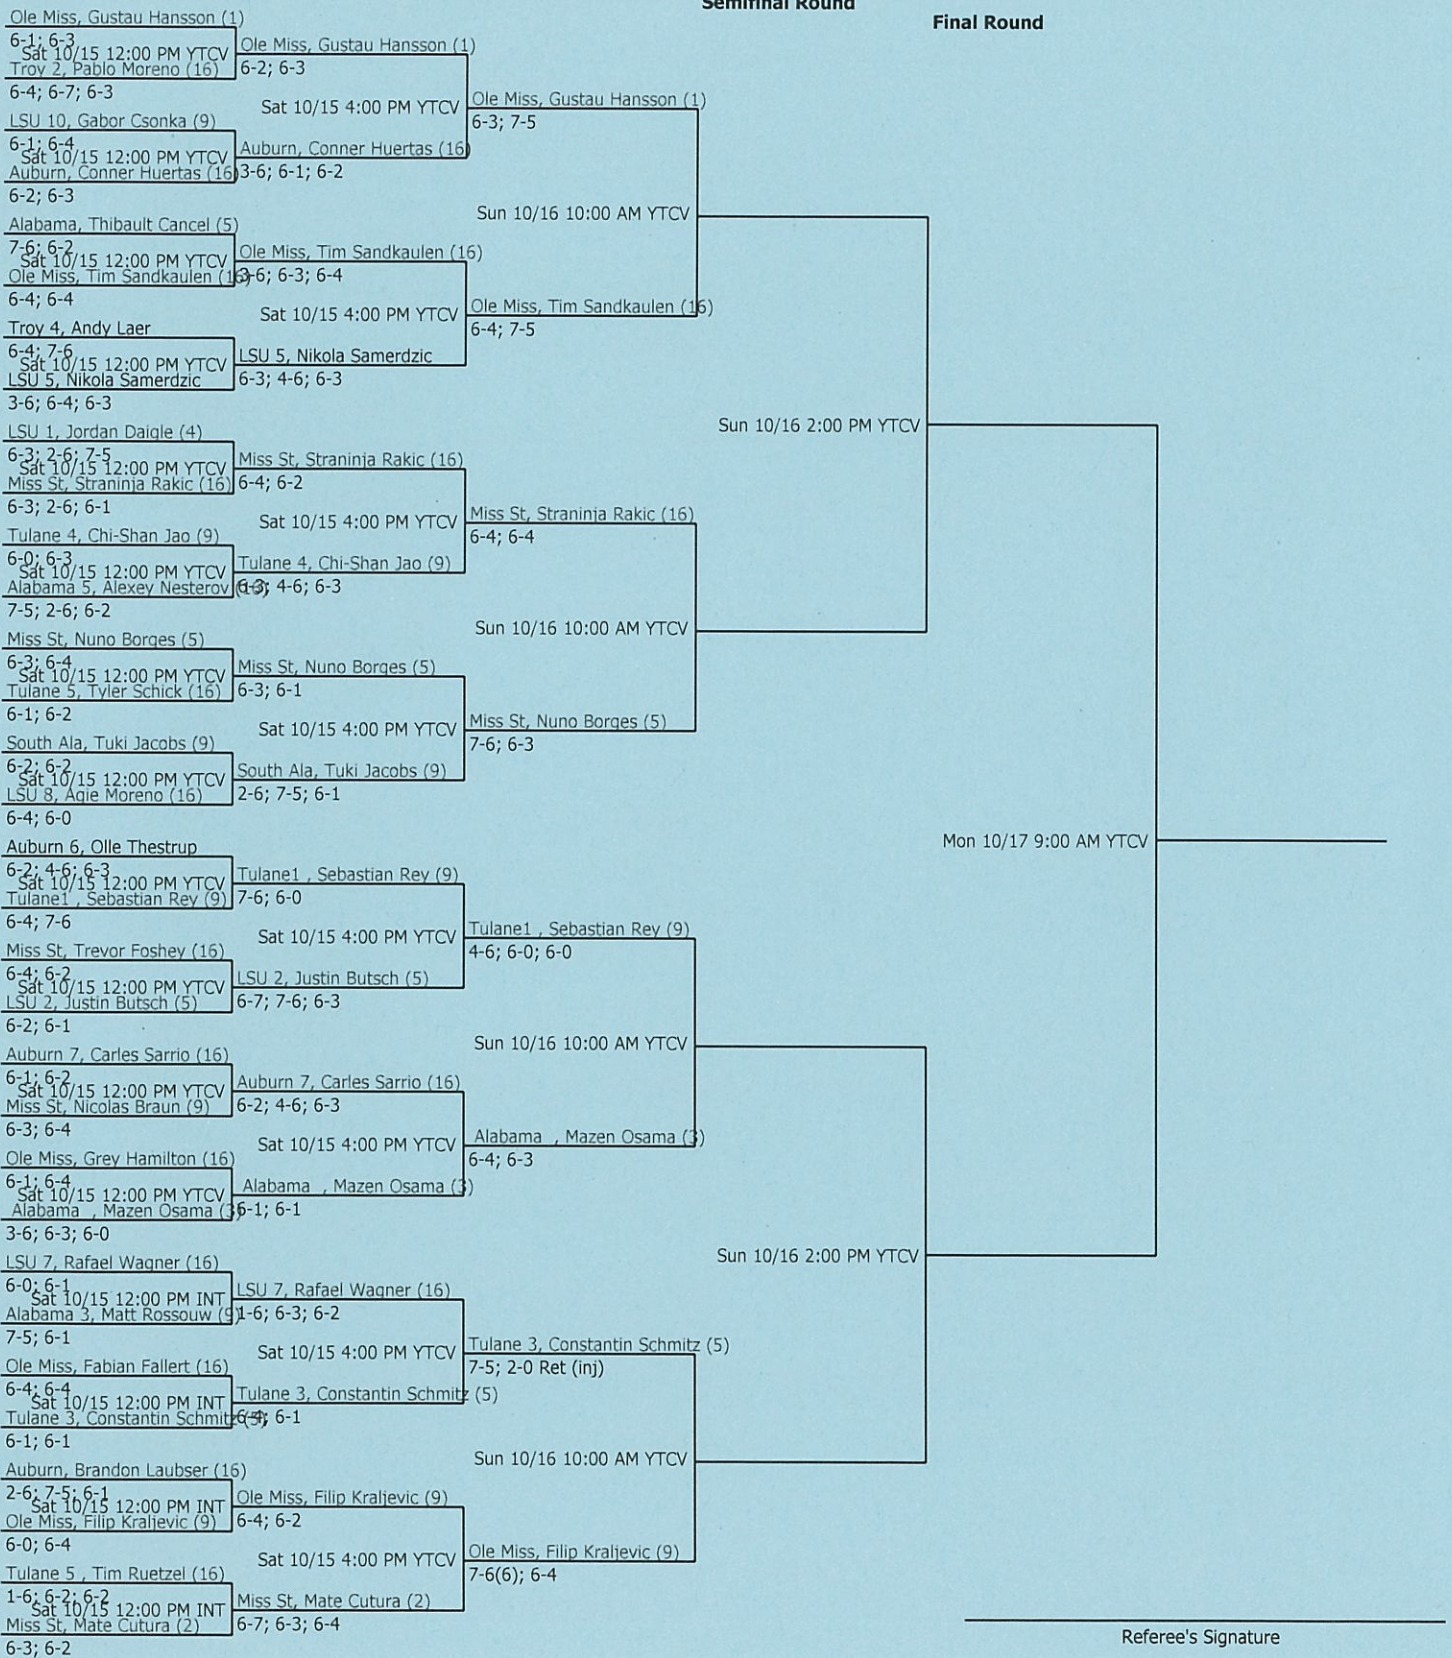 Semifinal Round
Final Round
Ole Miss, Gustau Hansson (1)
6-1; 6-3
Sat 10/15 12:00 PM YTCV
Troy 2, Pablo Moreno (16)
6-4; 6-7; 6-3
Ole Miss, Gustau Hansson (1)
6-2; 6-3
Sat 10/15 4:00 PM YTCV
LSU 10, Gabor Csonka (9)
6-1; 6-4
Sat 10/15 12:00 PM YTCV
Auburn, Conner Huertas (16)
6-2; 6-3
Auburn, Conner Huertas (16)
3-6; 6-1; 6-2
Ole Miss, Gustau Hansson (1)
6-3; 7-5
Sun 10/16 10:00 AM YTCV
Alabama, Thibault Cancel (5)
7-6; 6-2
Sat 10/15 12:00 PM YTCV
Ole Miss, Tim Sandkaulen (16)
6-4; 6-4
Ole Miss, Tim Sandkaulen (16)
3-6; 6-3; 6-4
Sat 10/15 4:00 PM YTCV
Troy 4, Andy Laer
6-4; 7-6
Sat 10/15 12:00 PM YTCV
LSU 5, Nikola Samerdzic
3-6; 6-4; 6-3
LSU 5, Nikola Samerdzic
6-3; 4-6; 6-3
Ole Miss, Tim Sandkaulen (16)
6-4; 7-5
Sun 10/16 2:00 PM YTCV
LSU 1, Jordan Daigle (4)
6-3; 2-6; 7-5
Sat 10/15 12:00 PM YTCV
Miss St, Straninja Rakic (16)
6-3; 2-6; 6-1
Miss St, Straninja Rakic (16)
6-4; 6-2
Sat 10/15 4:00 PM YTCV
Tulane 4, Chi-Shan Jao (9)
6-0; 6-3
Sat 10/15 12:00 PM YTCV
Alabama 5, Alexey Nesterov (16)
7-5; 2-6; 6-2
Tulane 4, Chi-Shan Jao (9)
6-3; 4-6; 6-3
Miss St, Straninja Rakic (16)
6-4; 6-4
Sun 10/16 10:00 AM YTCV
Miss St, Nuno Borges (5)
6-3; 6-4
Sat 10/15 12:00 PM YTCV
Tulane 5, Tyler Schick (16)
6-1; 6-2
Miss St, Nuno Borges (5)
6-3; 6-1
Sat 10/15 4:00 PM YTCV
South Ala, Tuki Jacobs (9)
6-2; 6-2
Sat 10/15 12:00 PM YTCV
LSU 8, Agie Moreno (16)
6-4; 6-0
South Ala, Tuki Jacobs (9)
2-6; 7-5; 6-1
Miss St, Nuno Borges (5)
7-6; 6-3
Mon 10/17 9:00 AM YTCV
Auburn 6, Olle Thestrup
6-2; 4-6; 6-3
Sat 10/15 12:00 PM YTCV
Tulane1 , Sebastian Rey (9)
6-4; 7-6
Tulane1 , Sebastian Rey (9)
7-6; 6-0
Sat 10/15 4:00 PM YTCV
Miss St, Trevor Foshey (16)
6-4; 6-2
Sat 10/15 12:00 PM YTCV
LSU 2, Justin Butsch (5)
6-2; 6-1
LSU 2, Justin Butsch (5)
6-7; 7-6; 6-3
Tulane1 , Sebastian Rey (9)
4-6; 6-0; 6-0
Sun 10/16 10:00 AM YTCV
Auburn 7, Carles Sarrio (16)
6-1; 6-2
Sat 10/15 12:00 PM YTCV
Miss St, Nicolas Braun (9)
6-3; 6-4
Auburn 7, Carles Sarrio (16)
6-2; 4-6; 6-3
Sat 10/15 4:00 PM YTCV
Ole Miss, Grey Hamilton (16)
6-1; 6-4
Sat 10/15 12:00 PM YTCV
Alabama , Mazen Osama (3)
3-6; 6-3; 6-0
Alabama , Mazen Osama (3)
6-1; 6-1
Alabama , Mazen Osama (3)
6-4; 6-3
Sun 10/16 2:00 PM YTCV
LSU 7, Rafael Wagner (16)
6-0; 6-1
Sat 10/15 12:00 PM INT
Alabama 3, Matt Rossouw (9)
7-5; 6-1
LSU 7, Rafael Wagner (16)
1-6; 6-3; 6-2
Sat 10/15 4:00 PM YTCV
Ole Miss, Fabian Fallert (16)
6-4; 6-4
Sat 10/15 12:00 PM INT
Tulane 3, Constantin Schmitz (5)
6-1; 6-1
Tulane 3, Constantin Schmitz (5)
6-4; 6-1
Tulane 3, Constantin Schmitz (5)
7-5; 2-0 Ret (inj)
Sun 10/16 10:00 AM YTCV
Auburn, Brandon Laubser (16)
2-6; 7-5; 6-1
Sat 10/15 12:00 PM INT
Ole Miss, Filip Kraljevic (9)
6-0; 6-4
Ole Miss, Filip Kraljevic (9)
6-4; 6-2
Sat 10/15 4:00 PM YTCV
Tulane 5 , Tim Ruetzel (16)
1-6; 6-2; 6-2
Sat 10/15 12:00 PM INT
Miss St, Mate Cutura (2)
6-3; 6-2
Miss St, Mate Cutura (2)
6-7; 6-3; 6-4
Ole Miss, Filip Kraljevic (9)
7-6(6); 6-4
Referee's Signature